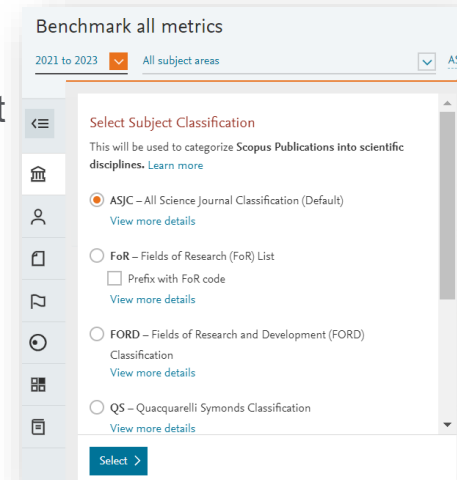 Benchmark all metrics
2021 to 2023 All subject areas AS
t
Select Subject Classification
This will be used to categorize Scopus Publications into scientific
disciplines. Learn more
ASJC – All Science Journal Classification (Default)
View more details
FoR – Fields of Research (FoR) List
Prefix with FoR code
View more details
FORD – Fields of Research and Development (FORD)
Classification
View more details
QS – Quacquarelli Symonds Classification
View more details
Select >